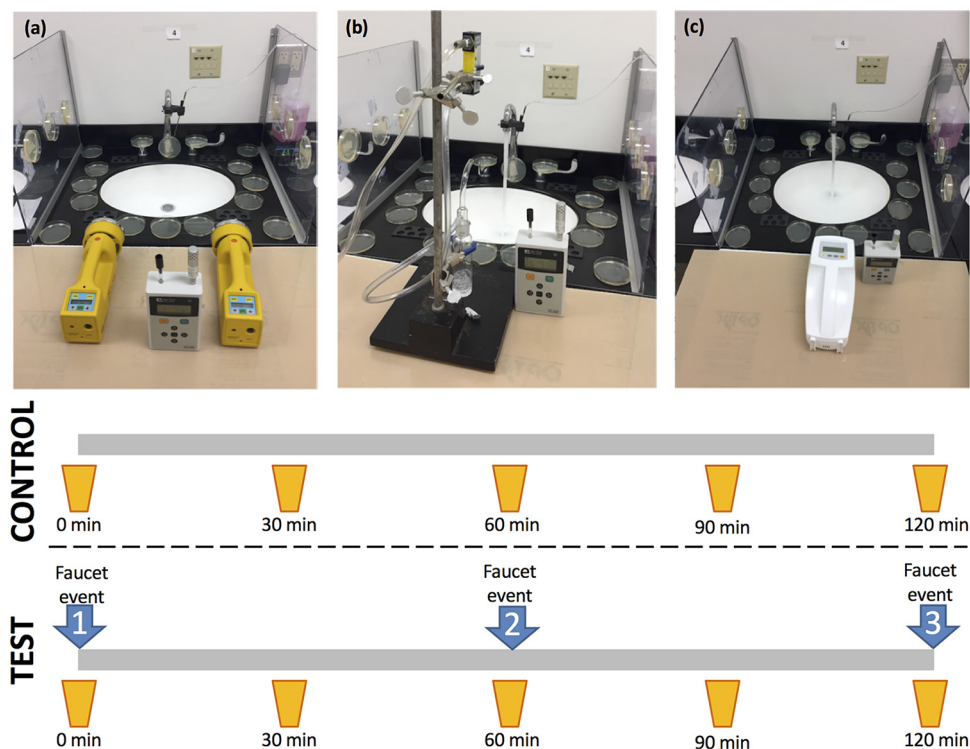 (a)
(b)
(c)
4
4
4
CONTROL
0 min
30 min
60 min
90 min
120 min
Faucet
event
1
Faucet
event
2
Faucet
event
3
TEST
0 min
30 min
60 min
90 min
120 min